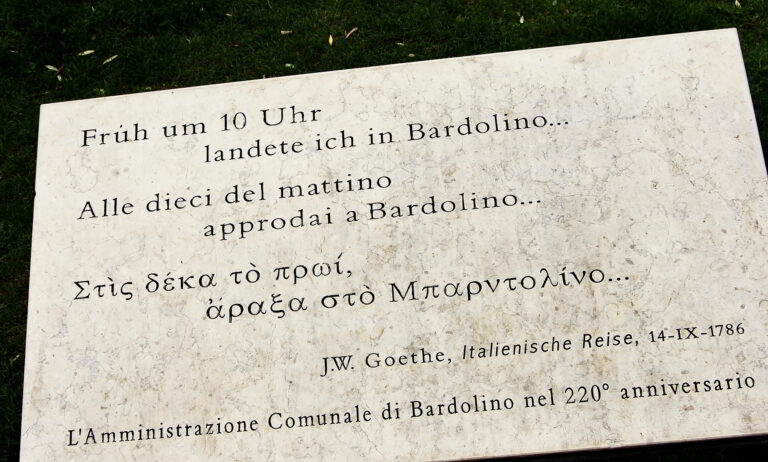 Früh um 10 Uhr
landete ich in Bardolino...
Alle dieci del mattino
approdai a Bardolino...
Στὶς δέκα τὸ πρωί,
ἄραξα στὸ Μπαρντολίνο...
J.W. Goethe, Italienische Reise, 14-IX-1786
L'Amministrazione Comunale di Bardolino nel 220° anniversario